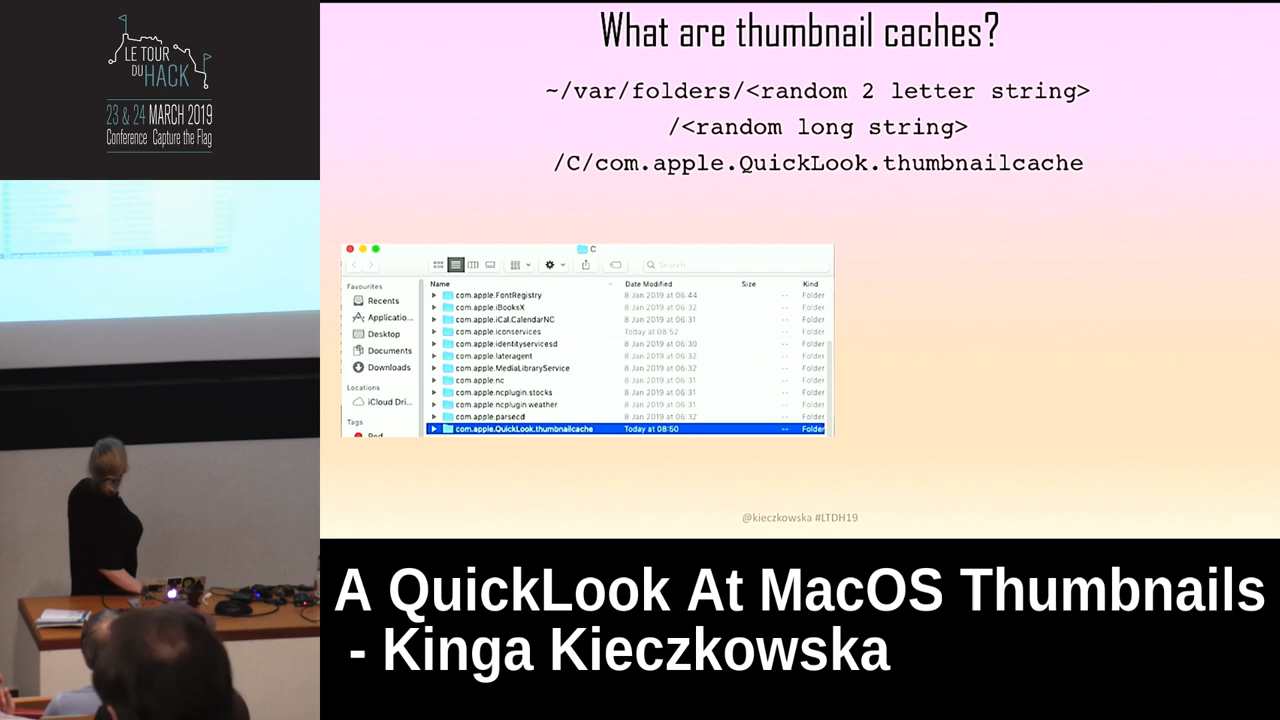 LE TOUR
DU HACK
23 & 24 MARCH 2019
Conference Capture the Flag
What are thumbnail caches?
~/var/folders/<random 2 letter string>
/<random long string>
/C/com.apple.QuickLook.thumbnailcache
C
Search
Favourites
Recents
Applicatio...
Desktop
Documents
Downloads
Locations
iCloud Dri...
Tags
Red
Name Date Modified Size Kind
com.apple.FontRegistry 8 Jan 2019 at 06:44 -- Folder
com.apple.iBooksX 8 Jan 2019 at 06:32 -- Folder
com.apple.iCal.CalendarNC 8 Jan 2019 at 06:31 -- Folder
com.apple.iconservices Today at 08:52 -- Folder
com.apple.identityservicesd 8 Jan 2019 at 06:30 -- Folder
com.apple.lateragent 8 Jan 2019 at 06:32 -- Folder
com.apple.MediaLibraryService 8 Jan 2019 at 06:32 -- Folder
com.apple.nc 8 Jan 2019 at 06:31 -- Folder
com.apple.ncplugin.stocks 8 Jan 2019 at 06:31 -- Folder
com.apple.ncplugin.weather 8 Jan 2019 at 06:31 -- Folder
com.apple.parsecd 8 Jan 2019 at 06:32 -- Folder
com.apple.QuickLook.thumbnailcache Today at 08:50 -- Folder
@kieczkowska #LTDH19
A QuickLook At MacOS Thumbnails
- Kinga Kieczkowska